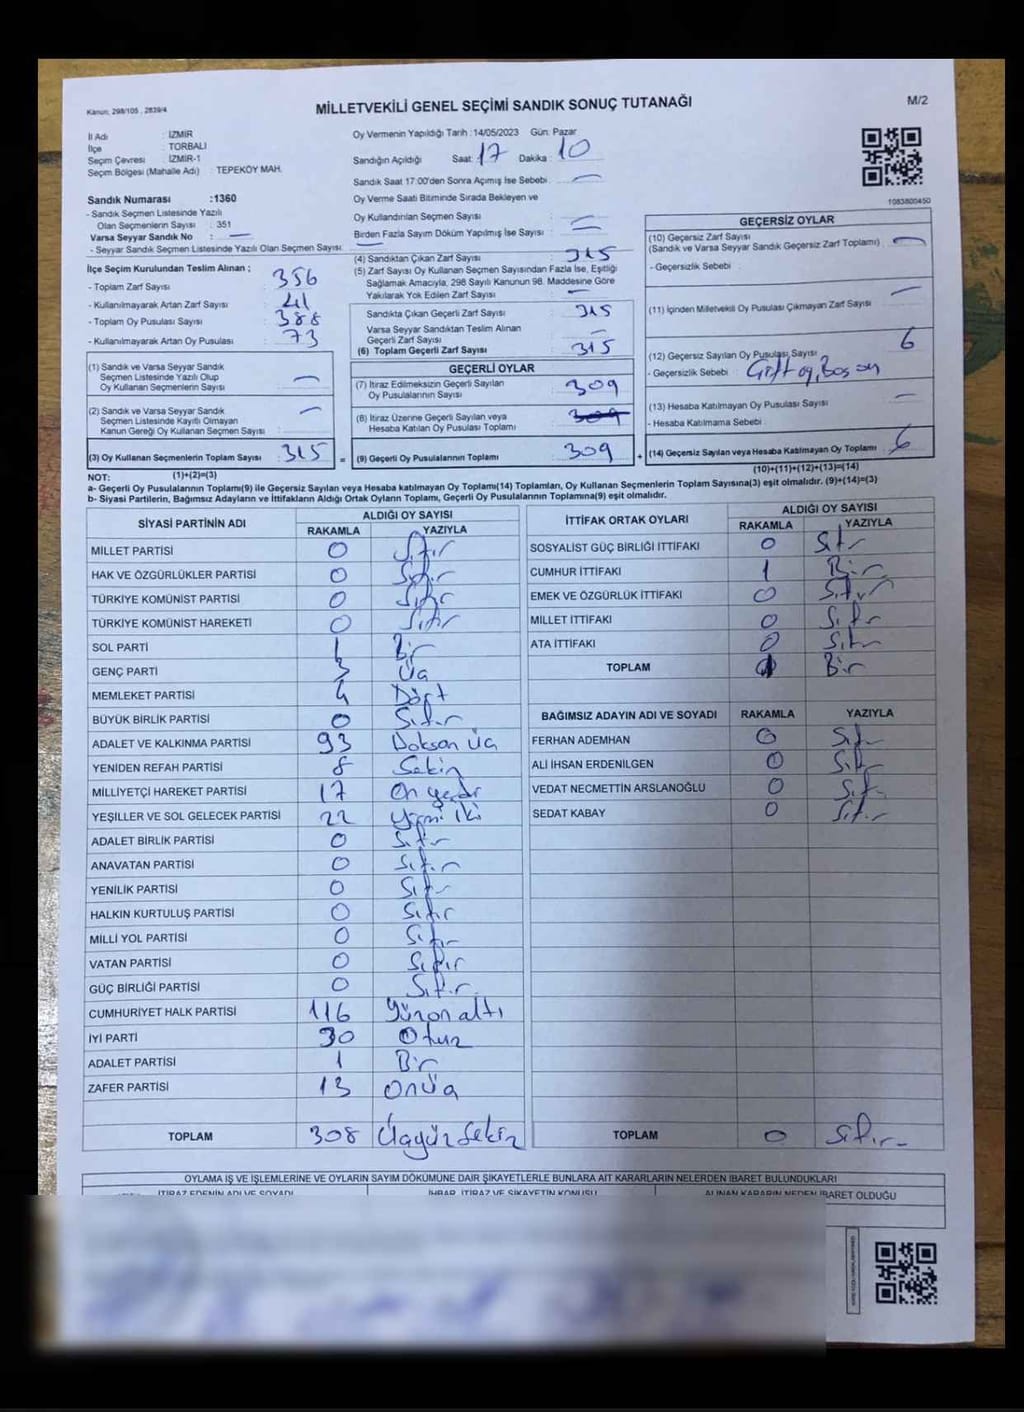 Kanun: 298/105 , 2839/4
MİLLETVEKİLİ GENEL SEÇİMİ SANDIK SONUÇ TUTANAĞI
M/2
İl Adı : İZMİR
İlçe : TORBALI
Seçim Çevresi : İZMİR-1
Seçim Bölgesi (Mahalle Adı) : TEPEKÖY MAH.
Oy Vermenin Yapıldığı Tarih :14/05/2023 Gün: Pazar
Sandığın Açıldığı Saat: 17 Dakika : 10
Sandık Saat 17:00'den Sonra Açımış İse Sebebi : —
Sandık Numarası :1360
- Sandık Seçmen Listesinde Yazılı
Olan Seçmenlerin Sayısı : 351
Varsa Seyyar Sandık No : —
- Seyyar Sandık Seçmen Listesinde Yazılı Olan Seçmen Sayısı: —
Oy Verme Saati Bitiminde Sırada Bekleyen ve
Oy Kullandırılan Seçmen Sayısı : —
Birden Fazla Sayım Döküm Yapılmış İse Sayısı : —
1083800450
İlçe Seçim Kurulundan Teslim Alınan ;
- Toplam Zarf Sayısı : 356
- Kullanılmayarak Artan Zarf Sayısı : 41
- Toplam Oy Pusulası Sayısı : 388
- Kullanılmayarak Artan Oy Pusulası : 73
(4) Sandıktan Çıkan Zarf Sayısı : 315
(5) Zarf Sayısı Oy Kullanan Seçmen Sayısından Fazla İse, Eşitliği
Sağlamak Amacıyla, 298 Sayılı Kanunun 98. Maddesine Göre
Yakılarak Yok Edilen Zarf Sayısı : —
Sandıkta Çıkan Geçerli Zarf Sayısı : 315
Varsa Seyyar Sandıktan Teslim Alınan
Geçerli Zarf Sayısı : —
(6) Toplam Geçerli Zarf Sayısı : 315
GEÇERSİZ OYLAR
(10) Geçersiz Zarf Sayısı
(Sandık ve Varsa Seyyar Sandık Geçersiz Zarf Toplamı) : —
- Geçersizlik Sebebi :
(11) İçinden Milletvekili Oy Pusulası Çıkmayan Zarf Sayısı : —
(12) Geçersiz Sayılan Oy Pusulası Sayısı : 6
- Geçersizlik Sebebi : Çift oy, Boş oy
(13) Hesaba Katılmayan Oy Pusulası Sayısı : —
- Hesaba Katılmama Sebebi :
(14) Geçersiz Sayılan veya Hesaba Katılmayan Oy Toplamı : 6
(10)+(11)+(12)+(13)=(14)
(1) Sandık ve Varsa Seyyar Sandık
Seçmen Listesinde Yazılı Olup
Oy Kullanan Seçmenlerin Sayısı : —
(2) Sandık ve Varsa Seyyar Sandık
Seçmen Listesinde Kayıtlı Olmayan
Kanun Gereği Oy Kullanan Seçmen Sayısı : —
(3) Oy Kullanan Seçmenlerin Toplam Sayısı : 315
(1)+(2)=(3)
=
GEÇERLİ OYLAR
(7) İtiraz Edilmeksizin Geçerli Sayılan
Oy Pusulalarının Sayısı : 309
(8) İtiraz Üzerine Geçerli Sayılan veya
Hesaba Katılan Oy Pusulası Toplamı : 309
(9) Geçerli Oy Pusulalarının Toplamı : 309
+
NOT:
a- Geçerli Oy Pusulalarının Toplamı(9) ile Geçersiz Sayılan veya Hesaba katılmayan Oy Toplamı(14) Toplamları, Oy Kullanan Seçmenlerin Toplam Sayısına(3) eşit olmalıdır. (9)+(14)=(3)
b- Siyasi Partilerin, Bağımsız Adayların ve İttifakların Aldığı Ortak Oyların Toplamı, Geçerli Oy Pusulalarının Toplamına(9) eşit olmalıdır.
SİYASİ PARTİNİN ADI ALDIĞI OY SAYISI
RAKAMLA YAZIYLA
MİLLET PARTİSİ 0 Sıfır
HAK VE ÖZGÜRLÜKLER PARTİSİ 0 Sıfır
TÜRKİYE KOMÜNİST PARTİSİ 0 Sıfır
TÜRKİYE KOMÜNİST HAREKETİ 0 Sıfır
SOL PARTİ 1 Bir
GENÇ PARTİ 3 Üç
MEMLEKET PARTİSİ 4 Dört
BÜYÜK BİRLİK PARTİSİ 0 Sıfır
ADALET VE KALKINMA PARTİSİ 93 Doksan Üç
YENİDEN REFAH PARTİSİ 8 Sekiz
MİLLİYETÇİ HAREKET PARTİSİ 17 On yedi
YEŞİLLER VE SOL GELECEK PARTİSİ 22 Yirmi iki
ADALET BİRLİK PARTİSİ 0 Sıfır
ANAVATAN PARTİSİ 0 Sıfır
YENİLİK PARTİSİ 0 Sıfır
HALKIN KURTULUŞ PARTİSİ 0 Sıfır
MİLLİ YOL PARTİSİ 0 Sıfır
VATAN PARTİSİ 0 Sıfır
GÜÇ BİRLİĞİ PARTİSİ 0 Sıfır
CUMHURİYET HALK PARTİSİ 116 Yüzon altı
İYİ PARTİ 30 Otuz
ADALET PARTİSİ 1 Bir
ZAFER PARTİSİ 13 Onüç
TOPLAM 308 Üçyüz Sekiz
İTTİFAK ORTAK OYLARI ALDIĞI OY SAYISI
RAKAMLA YAZIYLA
SOSYALİST GÜÇ BİRLİĞİ İTTİFAKI 0 Sıfır
CUMHUR İTTİFAKI 1 Bir
EMEK VE ÖZGÜRLÜK İTTİFAKI 0 Sıfır
MİLLET İTTİFAKI 0 Sıfır
ATA İTTİFAKI 0 Sıfır
TOPLAM 1 Bir
BAĞIMSIZ ADAYIN ADI VE SOYADI RAKAMLA YAZIYLA
FERHAN ADEMHAN 0 Sıfır
ALİ İHSAN ERDENİLGEN 0 Sıfır
VEDAT NECMETTİN ARSLANOĞLU 0 Sıfır
SEDAT KABAY 0 Sıfır
TOPLAM 0 Sıfır
OYLAMA İŞ VE İŞLEMLERİNE VE OYLARIN SAYIM DÖKÜMÜNE DAİR ŞİKAYETLERLE BUNLARA AİT KARARLARIN NELERDEN İBARET BULUNDUKLARI
İTİRAZ EDENİN ADI VE SOYADI İHBAR, İTİRAZ VE ŞİKAYETİN KONUSU ALINAN KARARIN NEDEN İBARET OLDUĞU